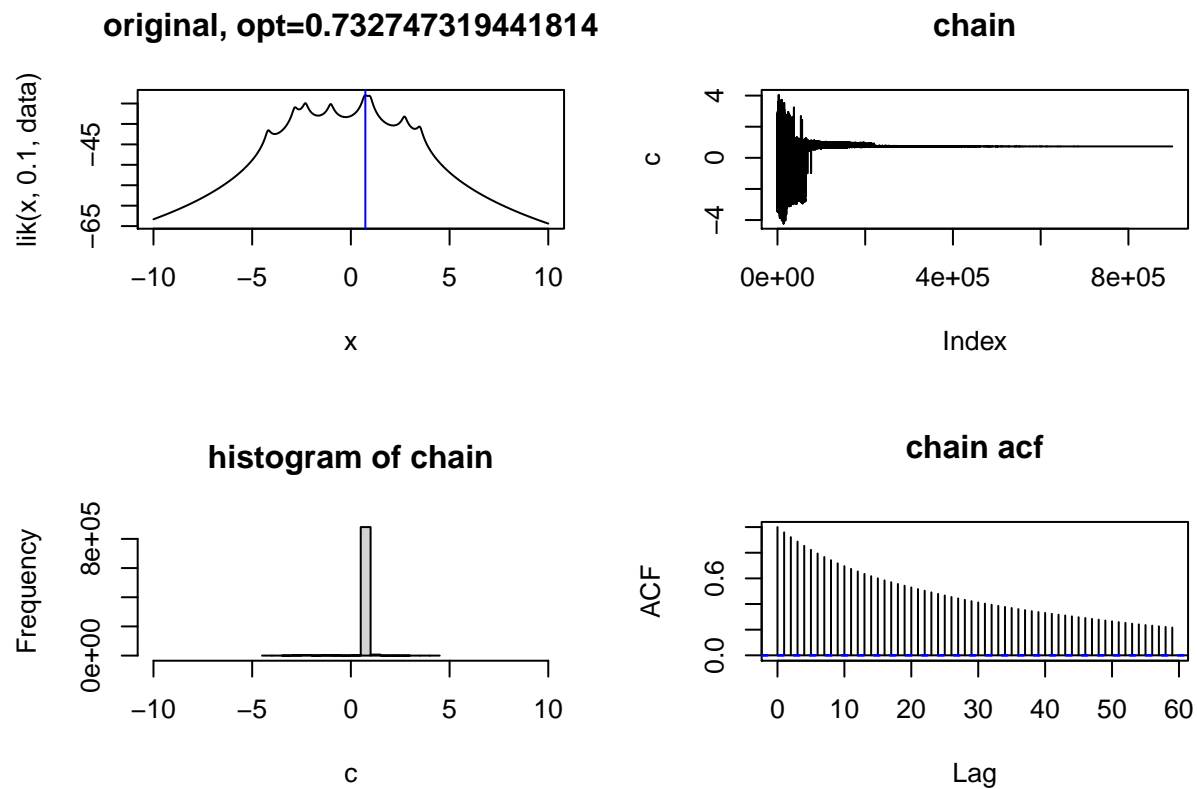 original, opt=0.732747319441814
lik(x, 0.1, data)
−45
−65
−10 −5 0 5 10
x
chain
c
4
0
−4
0e+00 4e+05 8e+05
Index
histogram of chain
Frequency
8e+05
0e+00
−10 −5 0 5 10
c
chain acf
ACF
0.6
0.0
0 10 20 30 40 50 60
Lag